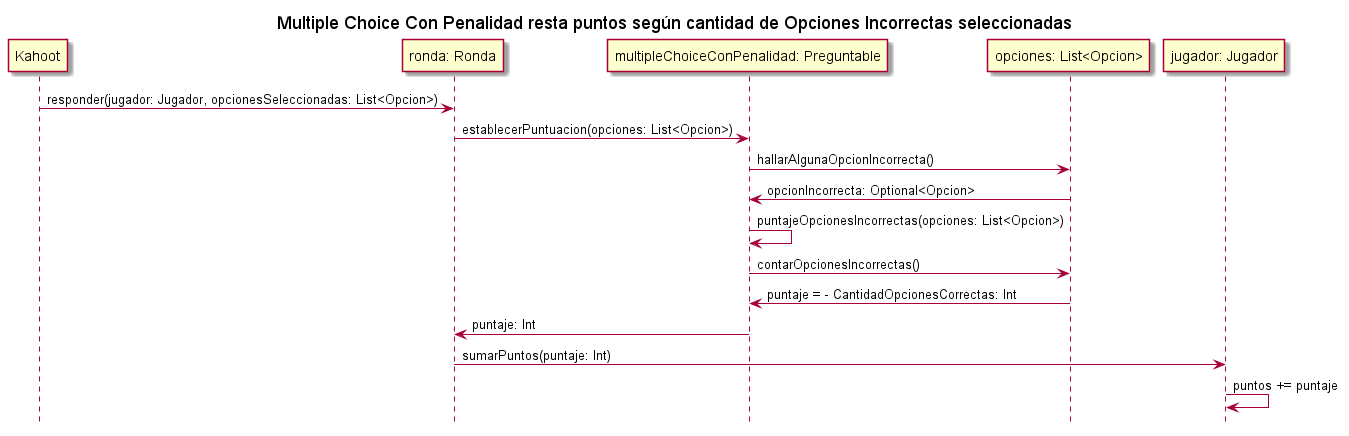 Multiple Choice Con Penalidad resta puntos según cantidad de Opciones Incorrectas seleccionadas
Kahoot
ronda: Ronda
multipleChoiceConPenalidad: Preguntable
opciones: List<Opcion>
jugador: Jugador
responder(jugador: Jugador, opcionesSeleccionadas: List<Opcion>)
establecerPuntuacion(opciones: List<Opcion>)
hallarAlgunaOpcionIncorrecta()
opcionIncorrecta: Optional<Opcion>
puntajeOpcionesIncorrectas(opciones: List<Opcion>)
contarOpcionesIncorrectas()
puntaje = - CantidadOpcionesCorrectas: Int
puntaje: Int
sumarPuntos(puntaje: Int)
puntos += puntaje